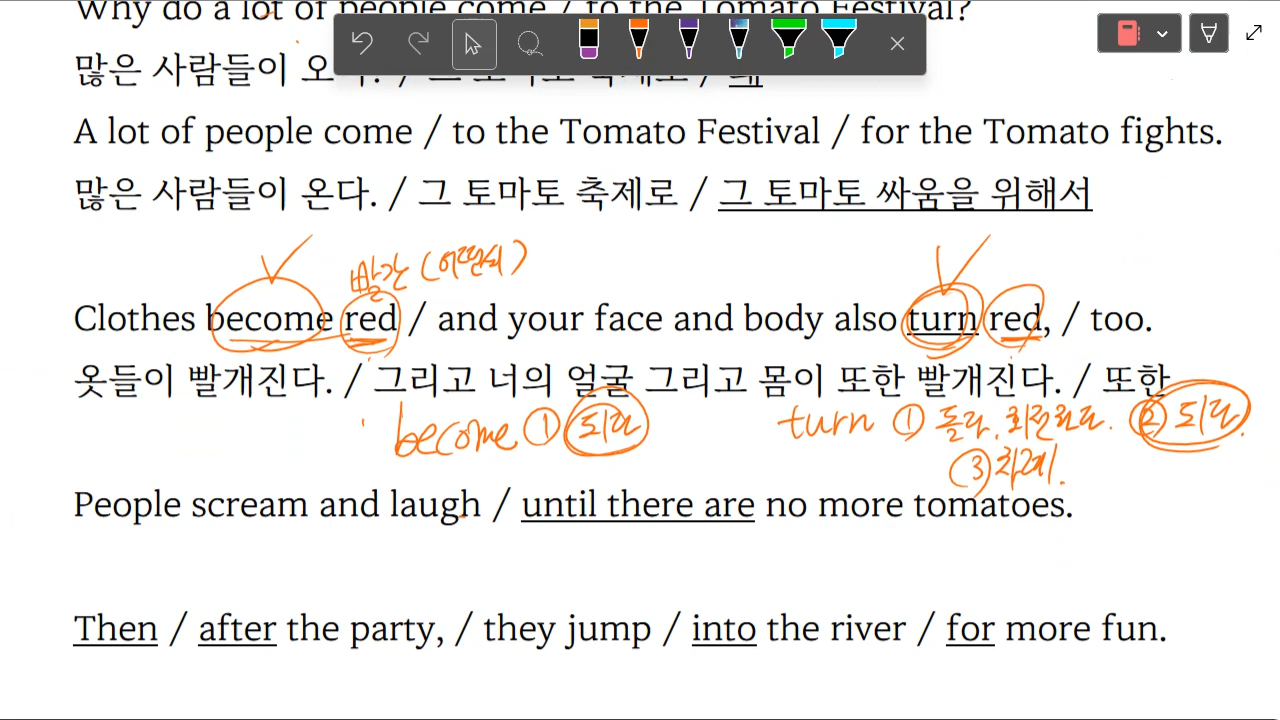 Why do a lot of people come / to the Tomato Festival?
많은 사람들이 오
A lot of people come / to the Tomato Festival / for the Tomato fights.
많은 사람들이 온다. / 그 토마토 축제로 / 그 토마토 싸움을 위해서
빨간 (어떠한)
Clothes become red / and your face and body also turn red, / too.
옷들이 빨개진다. / 그리고 너의 얼굴 그리고 몸이 또한 빨개진다. / 또한
become ① 되다
turn ① 돌다, 회전하다. ② 되다.
③ 차례.
People scream and laugh / until there are no more tomatoes.
Then / after the party, / they jump / into the river / for more fun.